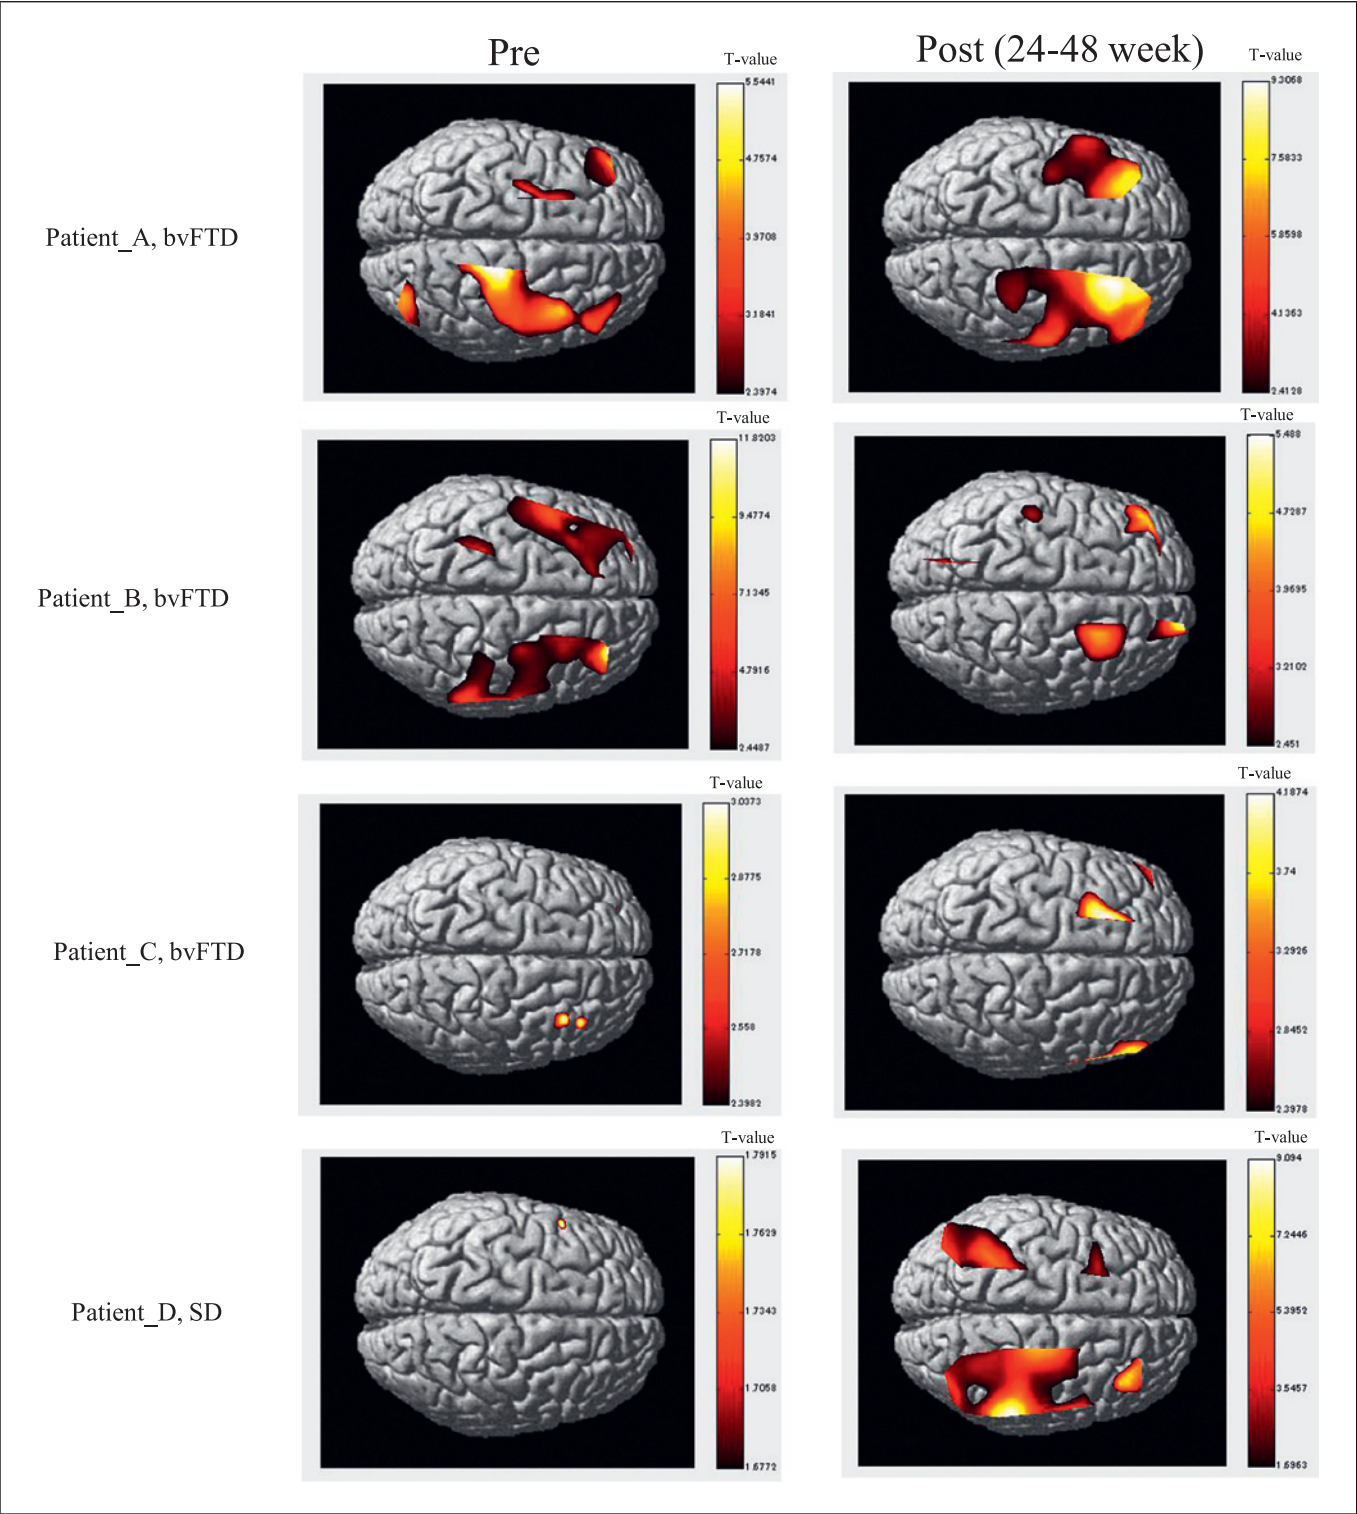 Pre
Post (24-48 week)
T-value
T-value
5.5441
4.7574
3.9708
3.1841
2.3974
9.3068
7.5833
5.8598
4.1363
2.4128
Patient_A, bvFTD
T-value
T-value
11.8203
9.4774
7.1345
4.7916
2.4487
5.488
4.7287
3.9695
3.2102
2.451
Patient_B, bvFTD
T-value
T-value
3.0373
2.8775
2.7178
2.558
2.3982
4.1874
3.74
3.2926
2.8452
2.3978
Patient_C, bvFTD
T-value
T-value
1.7915
1.7629
1.7343
1.7058
1.6772
9.094
7.2446
5.3952
3.5457
1.6963
Patient_D, SD